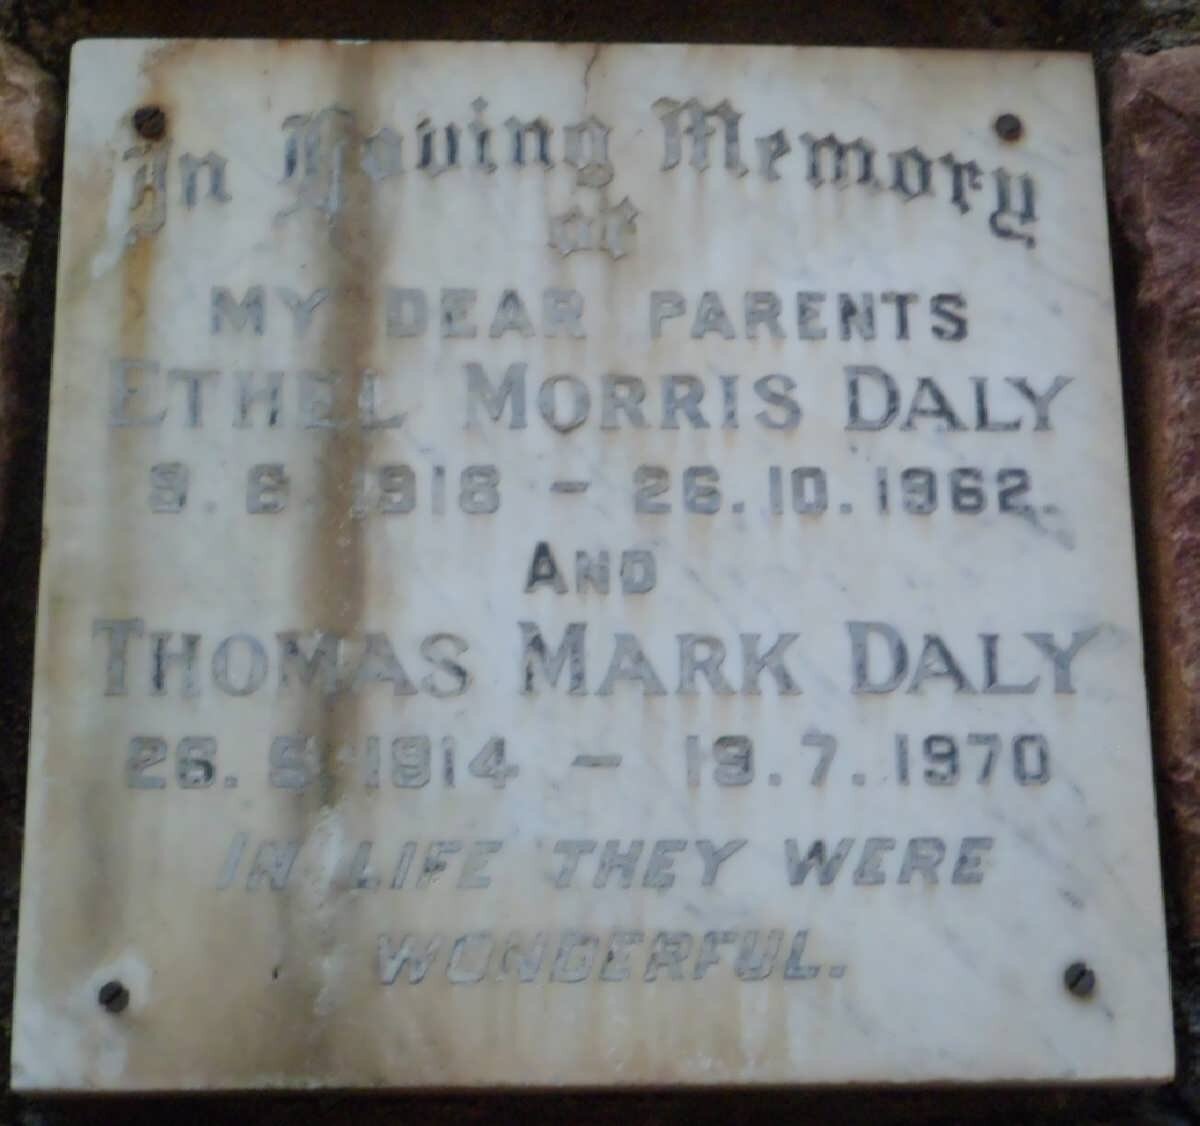 In Loving Memory
of
MY DEAR PARENTS
ETHEL MORRIS DALY
9.6.1918 – 26.10.1962.
AND
THOMAS MARK DALY
26.5.1914 – 19.7.1970
IN LIFE THEY WERE
WONDERFUL.